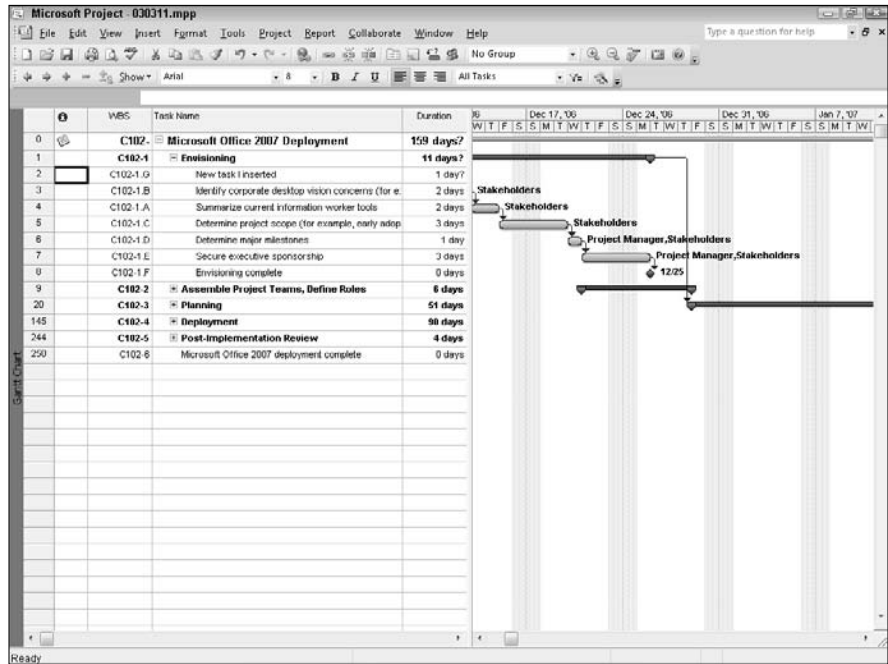 Microsoft Project - 030311.mpp
File Edit View Insert Format Tools Project Report Collaborate Window Help
Type a question for help
No Group
Show Arial 8 B I U All Tasks
WBS Task Name Duration
Dec 17, '06 Dec 24, '06 Dec 31, '06 Jan 7, '07
W T F S S M T W T F S S M T W T F S S M T W T F S S M T W
0 C102- Microsoft Office 2007 Deployment 159 days?
1 C102-1 Envisioning 11 days?
2 C102-1.G New task I inserted 1 day?
3 C102-1.B Identify corporate desktop vision concerns (for e: 2 days Stakeholders
4 C102-1.A Summarize current information worker tools 2 days Stakeholders
5 C102-1.C Determine project scope (for example, early adop 3 days Stakeholders
6 C102-1.D Determine major milestones 1 day Project Manager,Stakeholders
7 C102-1.E Secure executive sponsorship 3 days Project Manager,Stakeholders
8 C102-1.F Envisioning complete 0 days 12/25
9 C102-2 Assemble Project Teams, Define Roles 6 days
20 C102-3 Planning 51 days
145 C102-4 Deployment 90 days
244 C102-5 Post-Implementation Review 4 days
250 C102-6 Microsoft Office 2007 deployment complete 0 days
Gantt Chart
Ready